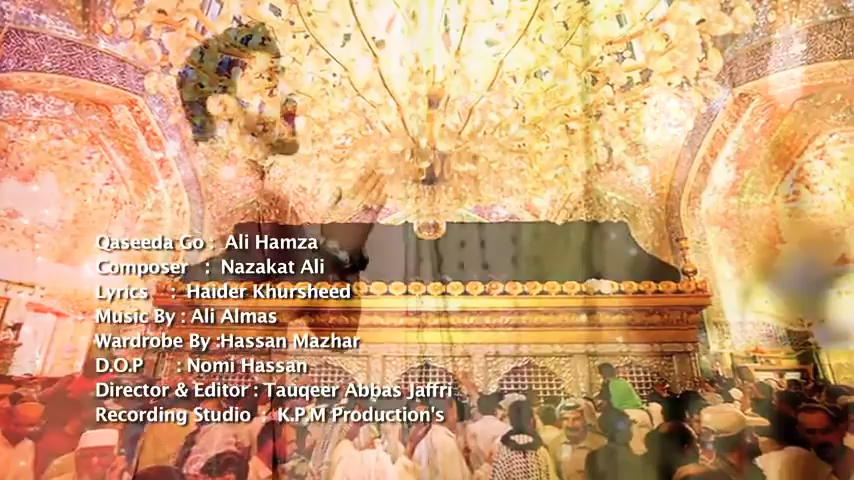 Qaseeda Go : Ali Hamza
Composer : Nazakat Ali
Lyrics : Haider Khursheed
Music By : Ali Almas
Wardrobe By :Hassan Mazhar
D.O.P : Nomi Hassan
Director & Editor : Tauqeer Abbas Jaffri
Recording Studio : K.P.M Production's